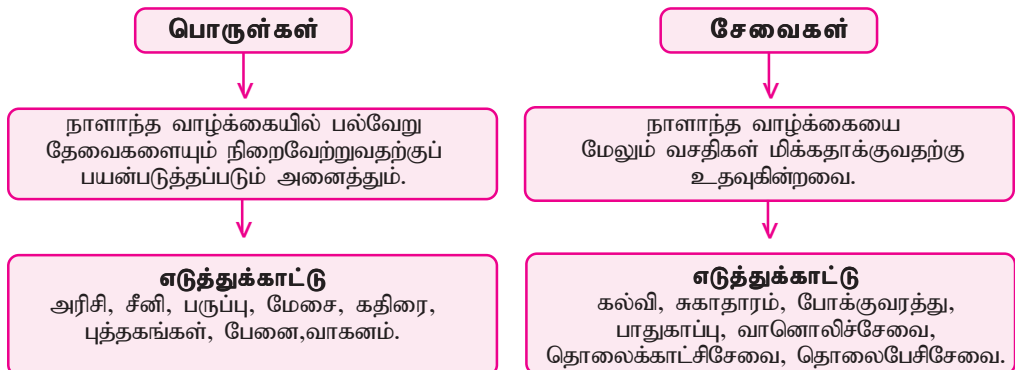 பொருள்கள்
நாளாந்த வாழ்க்கையில் பல்வேறு
தேவைகளையும் நிறைவேற்றுவதற்குப்
பயன்படுத்தப்படும் அனைத்தும்.
எடுத்துக்காட்டு
அரிசி, சீனி, பருப்பு, மேசை, கதிரை,
புத்தகங்கள், பேனை,வாகனம்.
சேவைகள்
நாளாந்த வாழ்க்கையை
மேலும் வசதிகள் மிக்கதாக்குவதற்கு
உதவுகின்றவை.
எடுத்துக்காட்டு
கல்வி, சுகாதாரம், போக்குவரத்து,
பாதுகாப்பு, வானொலிச்சேவை,
தொலைக்காட்சிசேவை, தொலைபேசிசேவை.